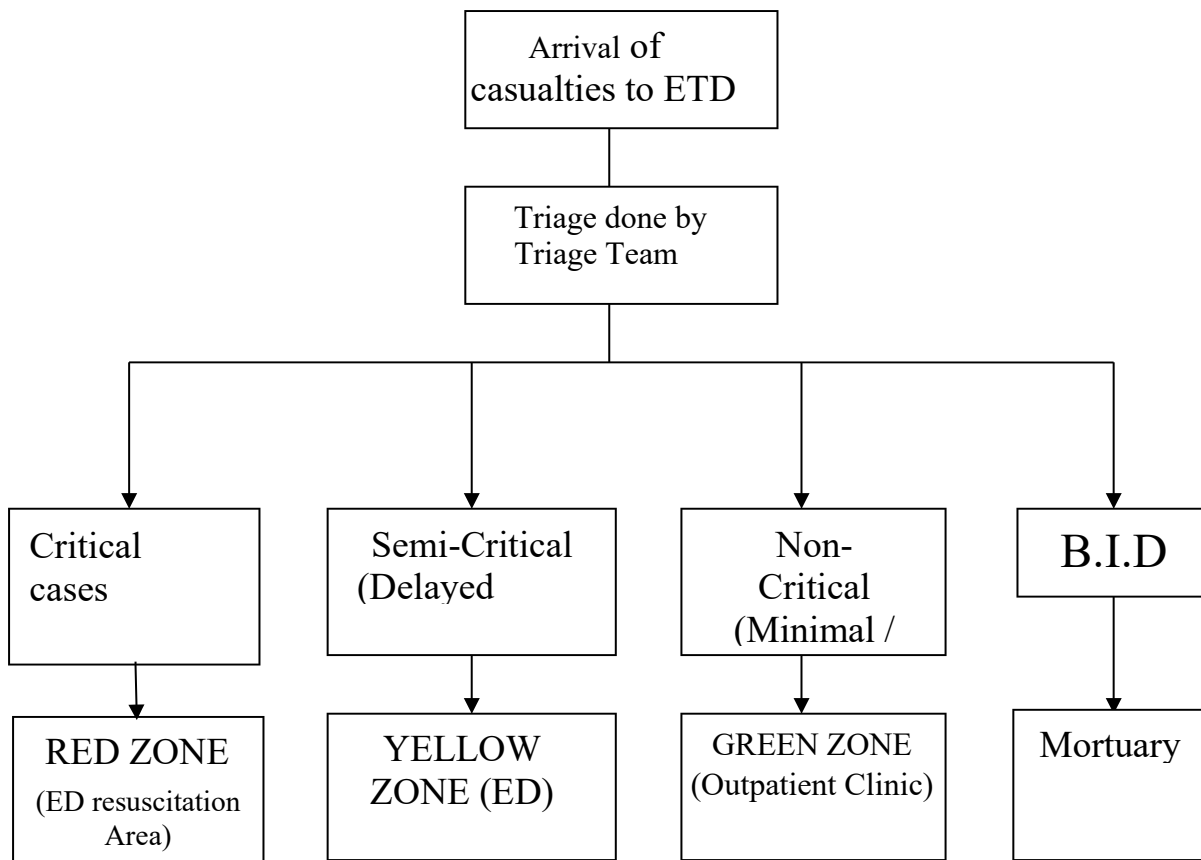 Arrival of
casualties to ETD
Triage done by
Triage Team
Critical
cases
Semi-Critical
(Delayed
Non-
Critical
(Minimal /
B.I.D
RED ZONE
(ED resuscitation
Area)
YELLOW
ZONE (ED)
GREEN ZONE
(Outpatient Clinic)
Mortuary